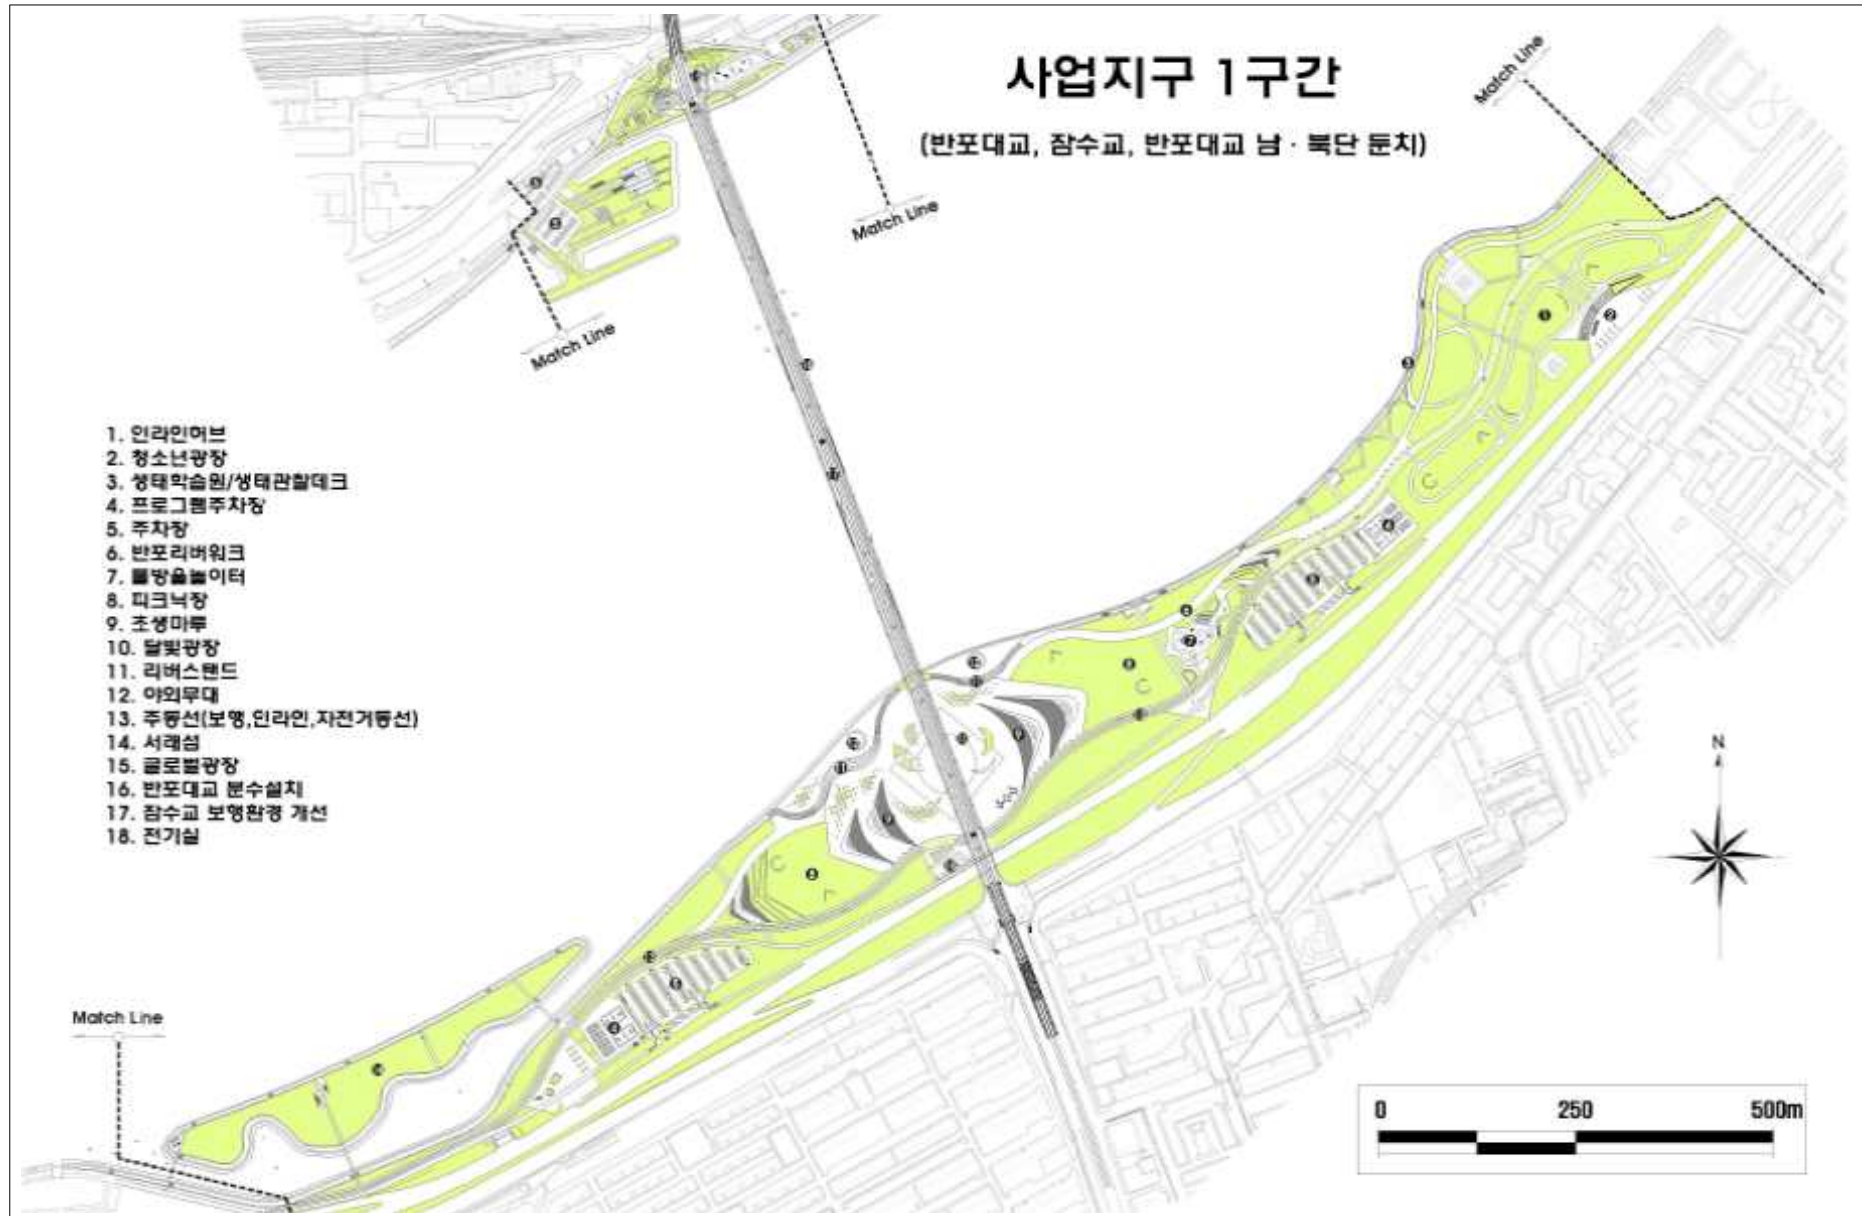 사업지구 1구간
(반포대교, 잠수교, 반포대교 남 · 북단 둔치)
Match Line
Match Line
Match Line
1. 인라인허브
2. 청소년광장
3. 생태학습원/생태관찰데크
4. 프로그램주차장
5. 주차장
6. 반포리버워크
7. 물방울놀이터
8. 피크닉장
9. 초생마루
10. 달빛광장
11. 리버스탠드
12. 야외무대
13. 주동선(보행,인라인,자전거동선)
14. 서래섬
15. 글로벌광장
16. 반포대교 분수설치
17. 잠수교 보행환경 개선
18. 전기실
N
Match Line
0 250 500m